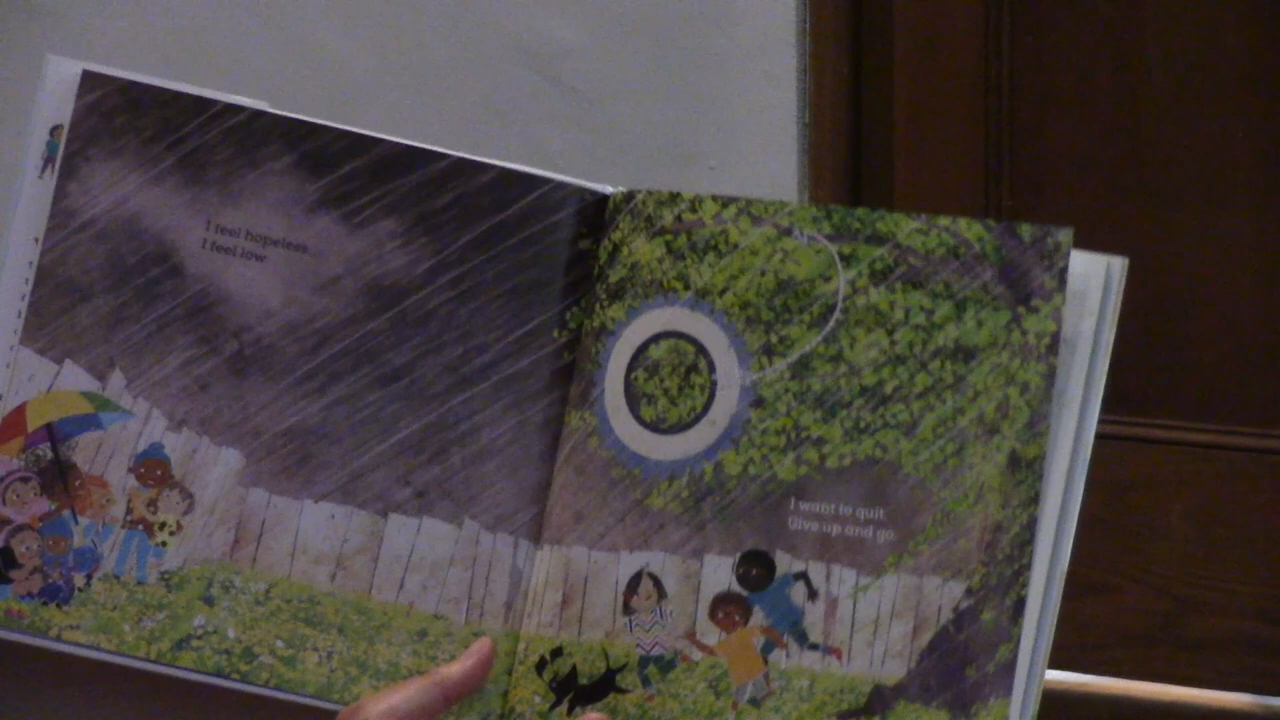 I feel hopeless...
I feel low.
I want to quit.
Give up and go.